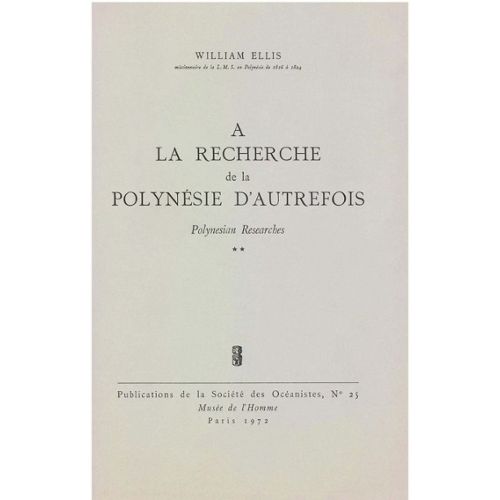 WILLIAM ELLIS
missionnaire de la L.M.S. en Polynésie de 1816 à 1824
A
LA RECHERCHE
de la
POLYNÉSIE D'AUTREFOIS
Polynesian Researches
**
Publications de la Société des Océanistes, N° 25
Musée de l'Homme
Paris 1972